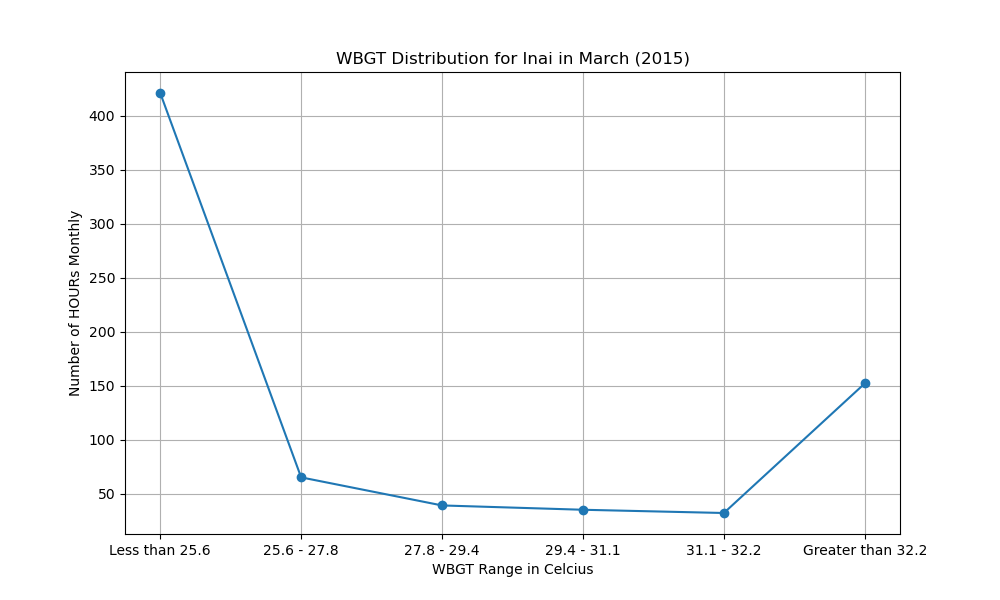 WBGT Distribution for Inai in March (2015)
Number of HOURs Monthly
400
350
300
250
200
150
100
50
Less than 25.6
25.6 - 27.8
27.8 - 29.4
29.4 - 31.1
31.1 - 32.2
Greater than 32.2
WBGT Range in Celcius